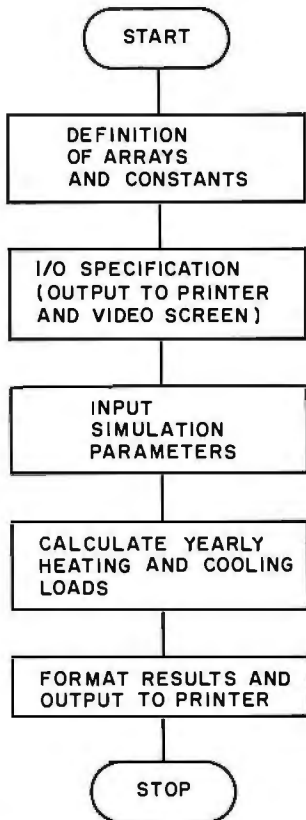 START
DEFINITION
OF ARRAYS
AND CONSTANTS
I/O SPECIFICATION
(OUTPUT TO PRINTER
AND VIDEO SCREEN)
INPUT
SIMULATION
PARAMETERS
CALCULATE YEARLY
HEATING AND COOLING
LOADS
FORMAT RESULTS AND
OUTPUT TO PRINTER
STOP